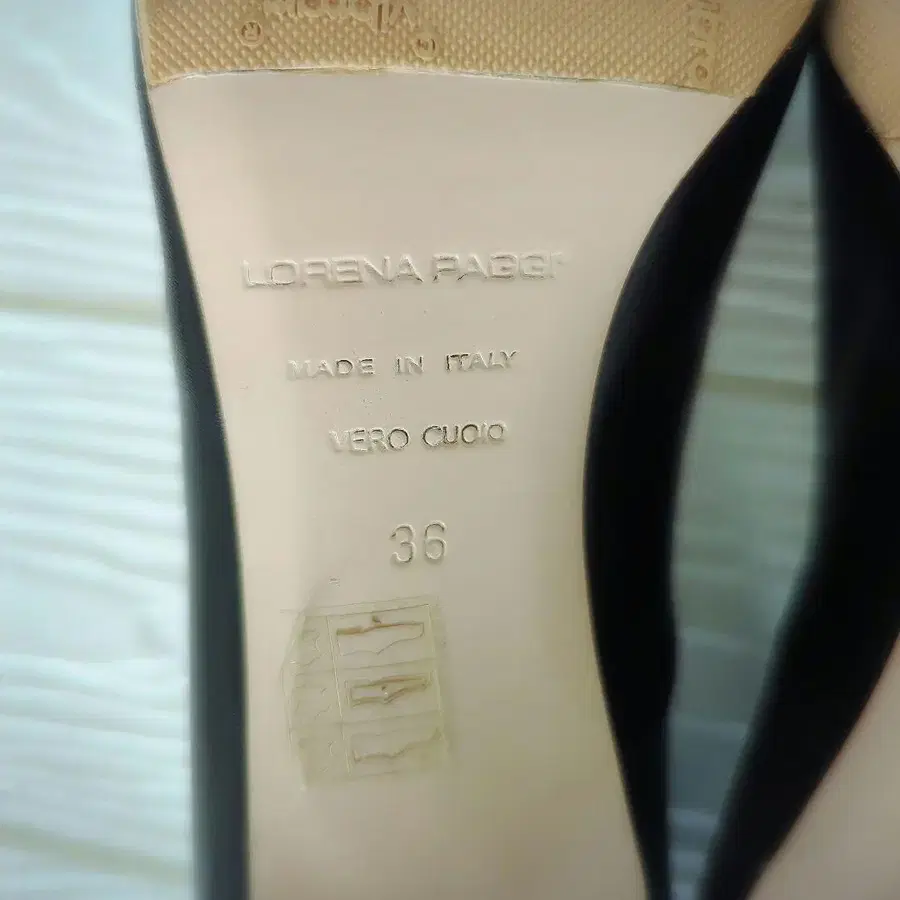 LORENA PAGGI
MADE IN ITALY
VERO CUOIO
36